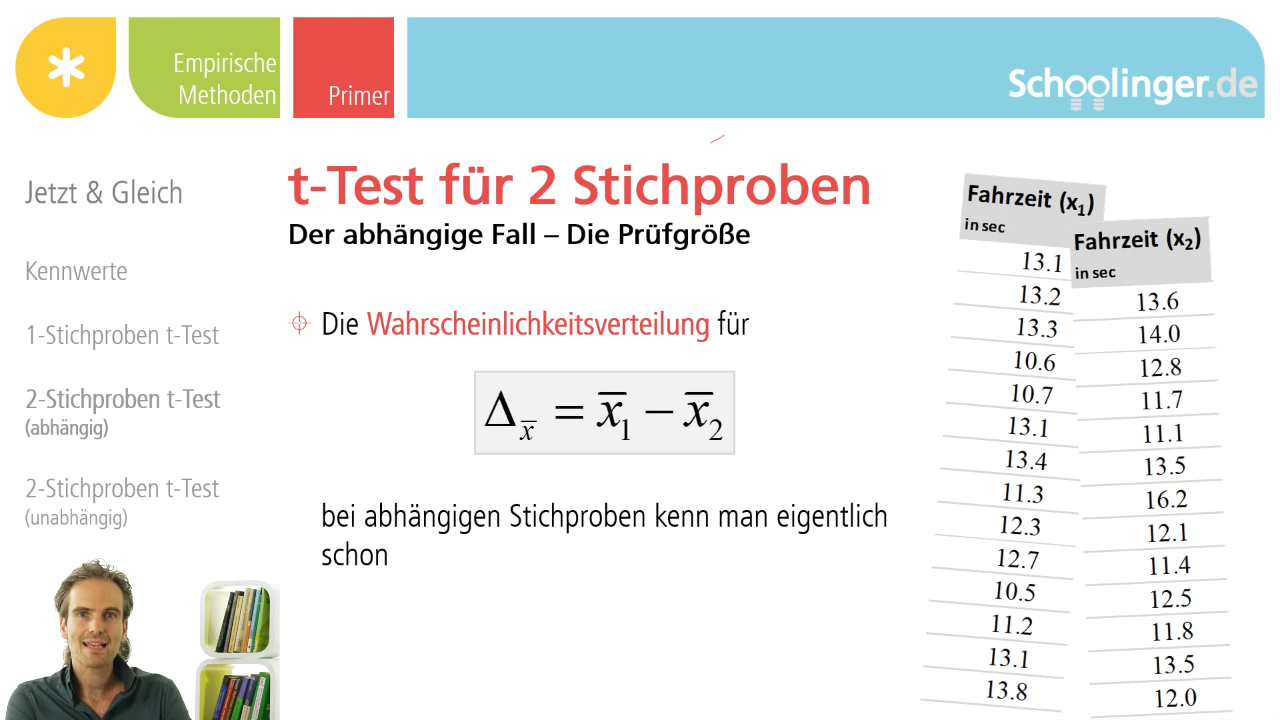 Empirische
Methoden
Primer
Schoolinger.de
Jetzt & Gleich
Kennwerte
1-Stichproben t-Test
2-Stichproben t-Test
(abhängig)
2-Stichproben t-Test
(unabhängig)
t-Test für 2 Stichproben
Der abhängige Fall – Die Prüfgröße
Die Wahrscheinlichkeitsverteilung für
Δx̅ = x̅₁ − x̅₂
bei abhängigen Stichproben kenn man eigentlich
schon
Fahrzeit (x₁)
in sec
13.1
13.2
13.3
10.6
10.7
13.1
13.4
11.3
12.3
12.7
10.5
11.2
13.1
13.8
Fahrzeit (x₂)
in sec
13.6
14.0
12.8
11.7
11.1
13.5
16.2
12.1
11.4
12.5
11.8
13.5
12.0